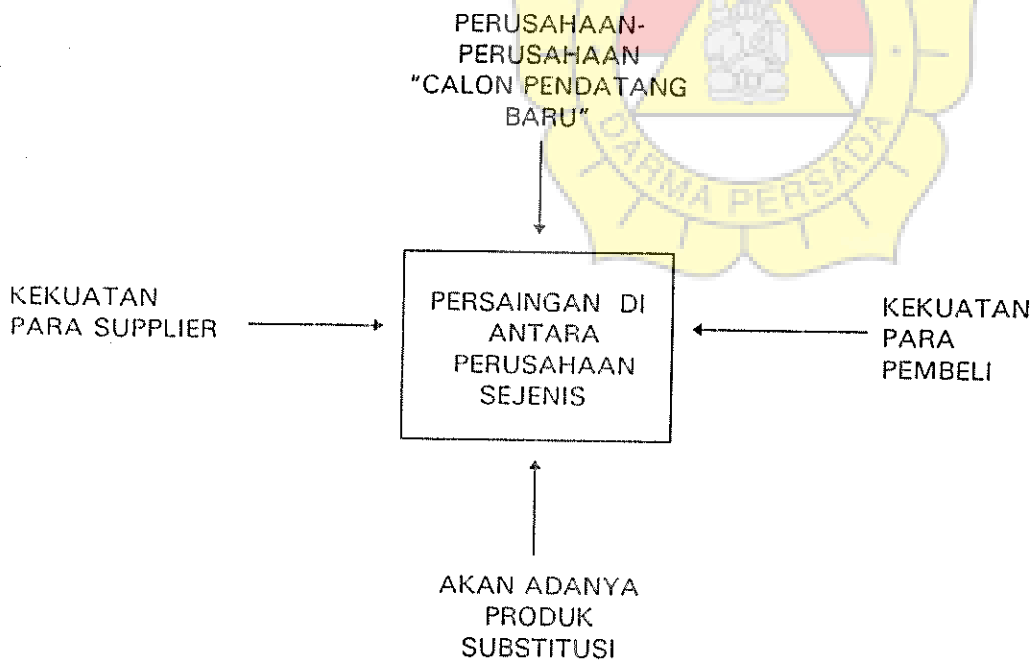 PERUSAHAAN-
PERUSAHAAN
"CALON PENDATANG
BARU"
DARMA PERSADA
KEKUATAN
PARA SUPPLIER
PERSAINGAN DI
ANTARA
PERUSAHAAN
SEJENIS
KEKUATAN
PARA
PEMBELI
AKAN ADANYA
PRODUK
SUBSTITUSI